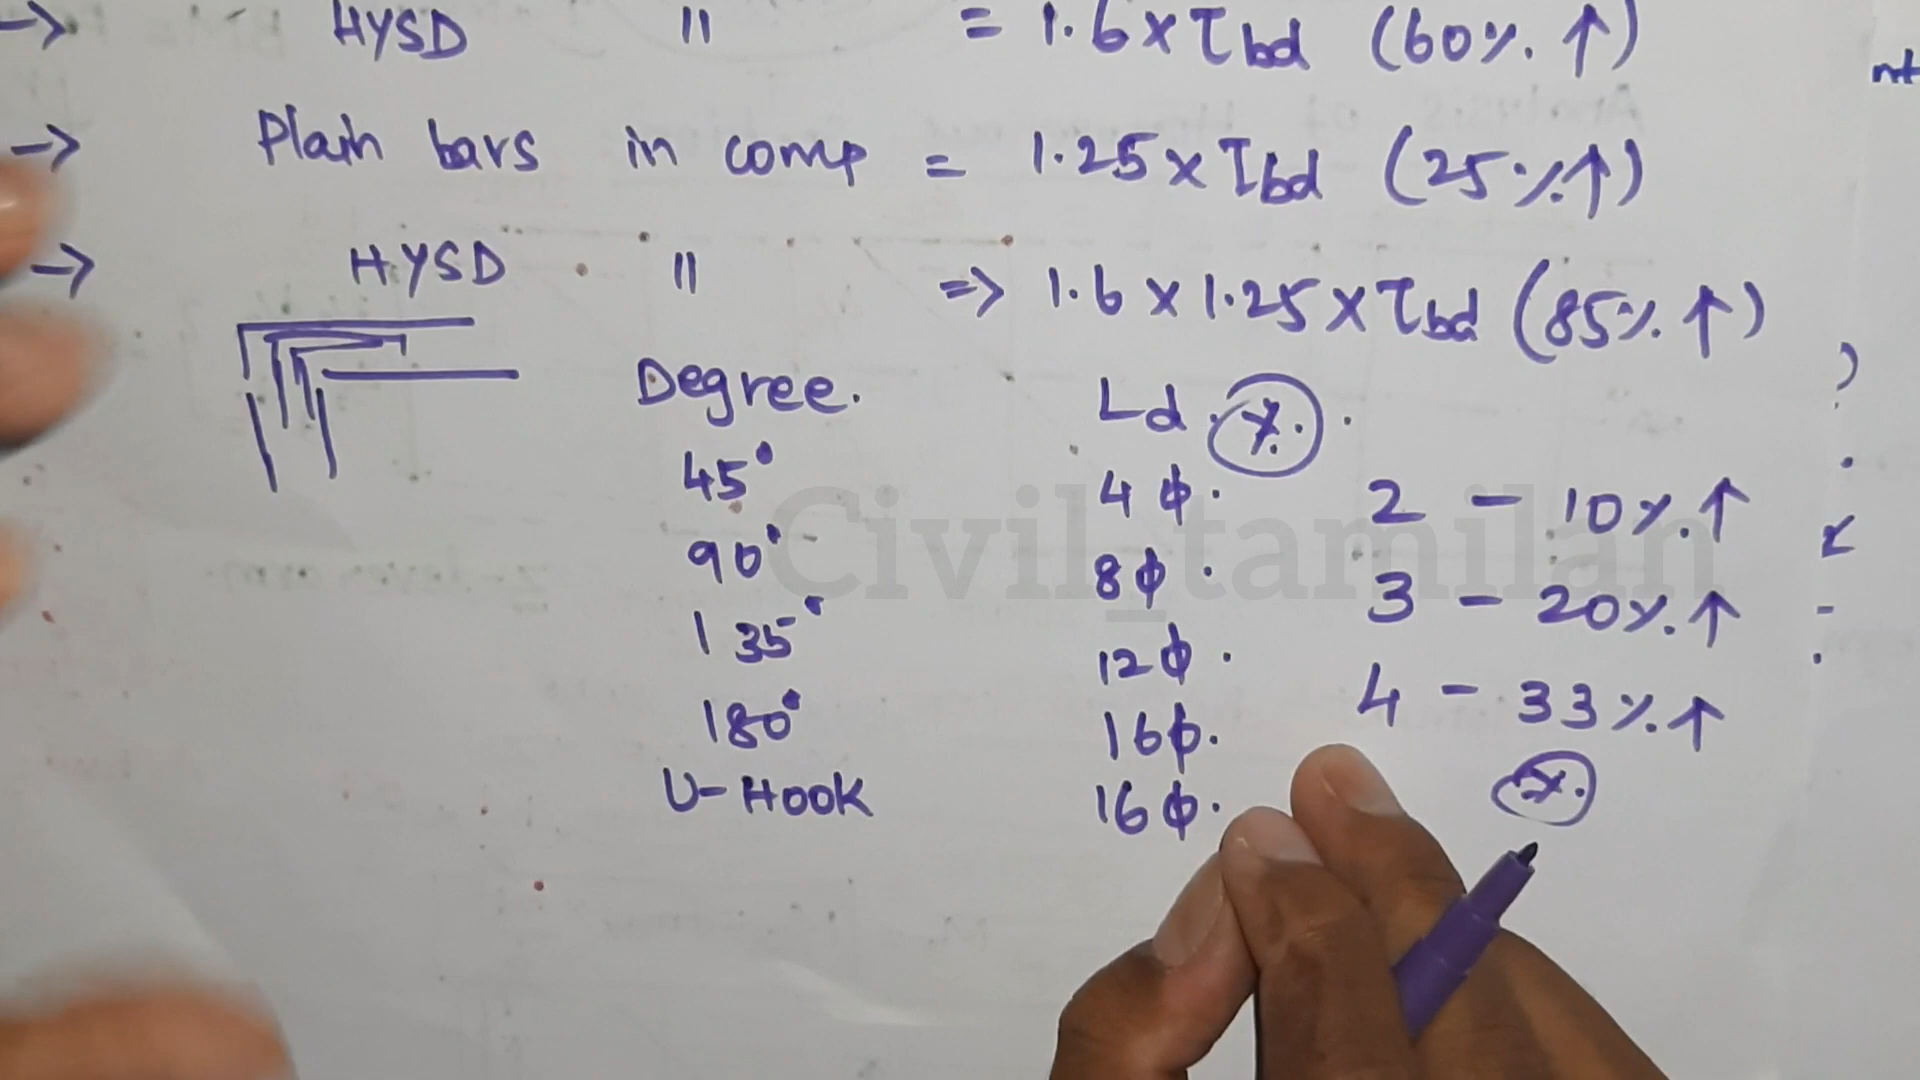 → HYSD " = 1.6 × τbd (60% ↑)
→ Plain bars in comp = 1.25 × τbd (25% ↑)
→ HYSD " ⇒ 1.6 × 1.25 × τbd (85% ↑)
Degree. Ld. %.
45° 4ϕ. 2 - 10% ↑
90° 8ϕ. 3 - 20% ↑
135° 12ϕ. 4 - 33% ↑
180° 16ϕ.
U-Hook 16ϕ.
Civil_tamilan